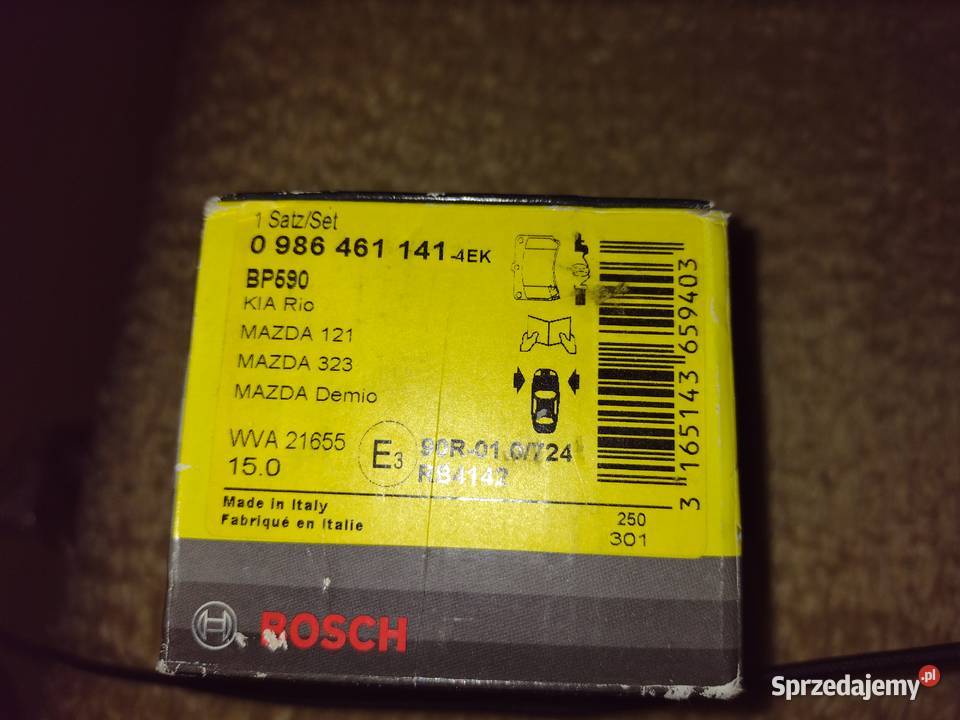 1 Satz/Set
0 986 461 141-4EK
BP590
KIA Rio
MAZDA 121
MAZDA 323
MAZDA Demio
WVA 21655
15.0
E3
90R-01.0/724
RB4142
Made in Italy
Fabriqué en Italie
250
301
3 165143 659403
BOSCH
Sprzedajemy.pl